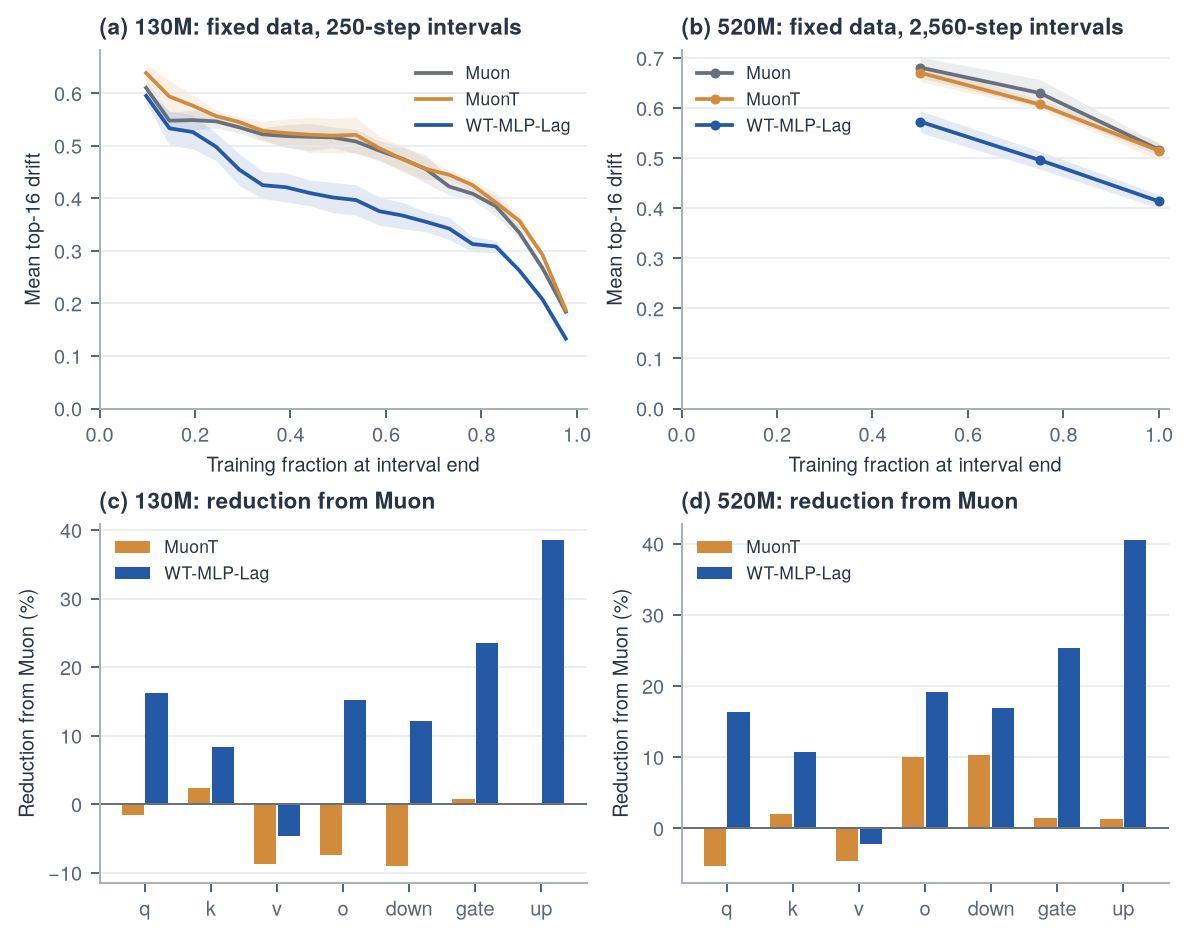 (a) 130M: fixed data, 250-step intervals
Mean top-16 drift
0.6
0.5
0.4
0.3
0.2
0.1
0.0
Muon
MuonT
WT-MLP-Lag
0.0 0.2 0.4 0.6 0.8 1.0
Training fraction at interval end
(b) 520M: fixed data, 2,560-step intervals
Mean top-16 drift
0.7
0.6
0.5
0.4
0.3
0.2
0.1
0.0
Muon
MuonT
WT-MLP-Lag
0.0 0.2 0.4 0.6 0.8 1.0
Training fraction at interval end
(c) 130M: reduction from Muon
Reduction from Muon (%)
40
30
20
10
0
−10
MuonT
WT-MLP-Lag
q k v o down gate up
(d) 520M: reduction from Muon
Reduction from Muon (%)
40
30
20
10
0
MuonT
WT-MLP-Lag
q k v o down gate up